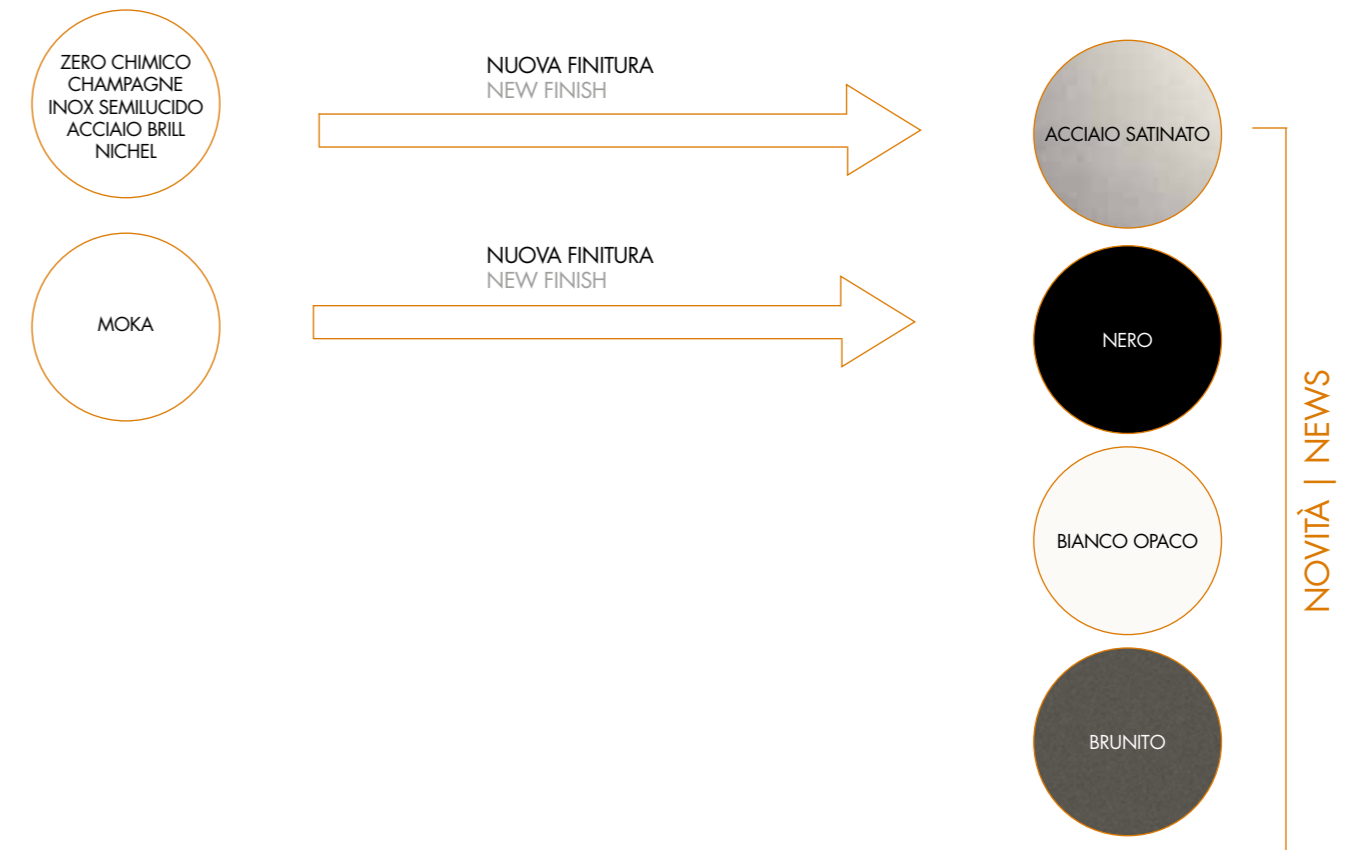 ZERO CHIMICO
CHAMPAGNE
INOX SEMILUCIDO
ACCIAIO BRILL
NICHEL
NUOVA FINITURA
NEW FINISH
ACCIAIO SATINATO
MOKA
NUOVA FINITURA
NEW FINISH
NERO
BIANCO OPACO
BRUNITO
NOVITÀ | NEWS